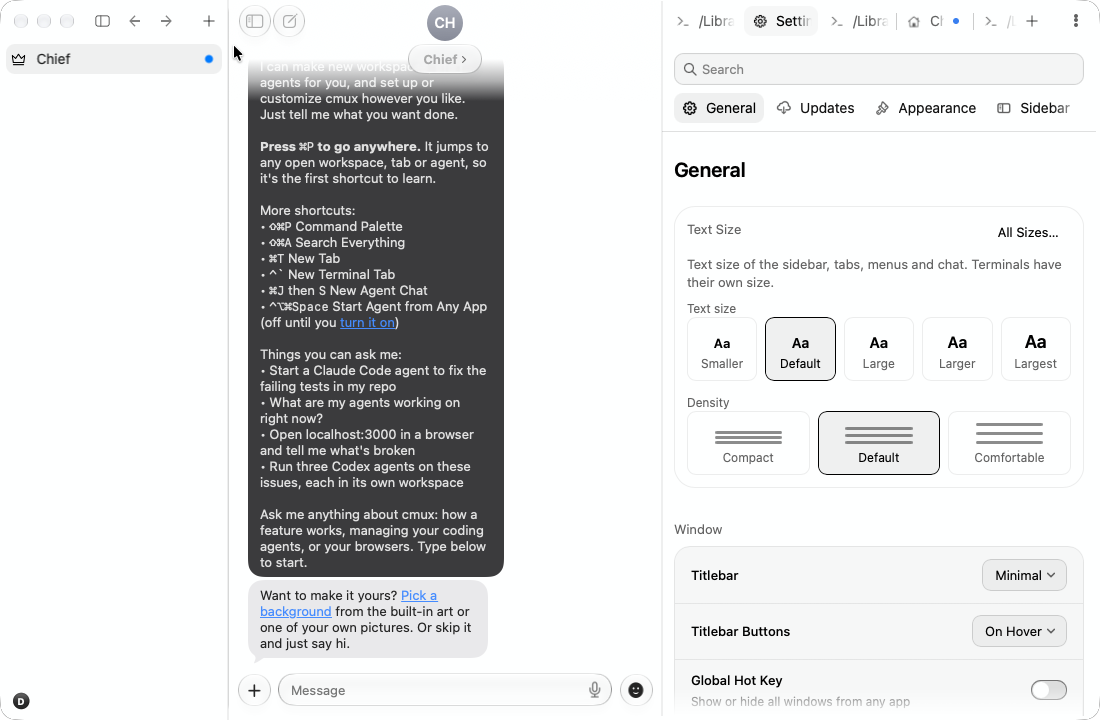 Chief
CH
Chief ›
I can make new workspa
agents for you, and set up or
customize cmux however you like.
Just tell me what you want done.
Press ⌘P to go anywhere. It jumps to
any open workspace, tab or agent, so
it's the first shortcut to learn.
More shortcuts:
• ⇧⌘P Command Palette
• ⇧⌘A Search Everything
• ⌘T New Tab
• ^` New Terminal Tab
• ⌘J then S New Agent Chat
• ^⌥⌘Space Start Agent from Any App
(off until you turn it on)
Things you can ask me:
• Start a Claude Code agent to fix the
failing tests in my repo
• What are my agents working on
right now?
• Open localhost:3000 in a browser
and tell me what's broken
• Run three Codex agents on these
issues, each in its own workspace
Ask me anything about cmux: how a
feature works, managing your coding
agents, or your browsers. Type below
to start.
Want to make it yours? Pick a
background from the built-in art or
one of your own pictures. Or skip it
and just say hi.
Message
D
/Libra Settin /Libra Ch /L
Search
General Updates Appearance Sidebar
General
Text Size All Sizes...
Text size of the sidebar, tabs, menus and chat. Terminals have
their own size.
Text size
Aa Aa Aa Aa Aa
Smaller Default Large Larger Largest
Density
Compact Default Comfortable
Window
Titlebar Minimal
Titlebar Buttons On Hover
Global Hot Key
Show or hide all windows from any app